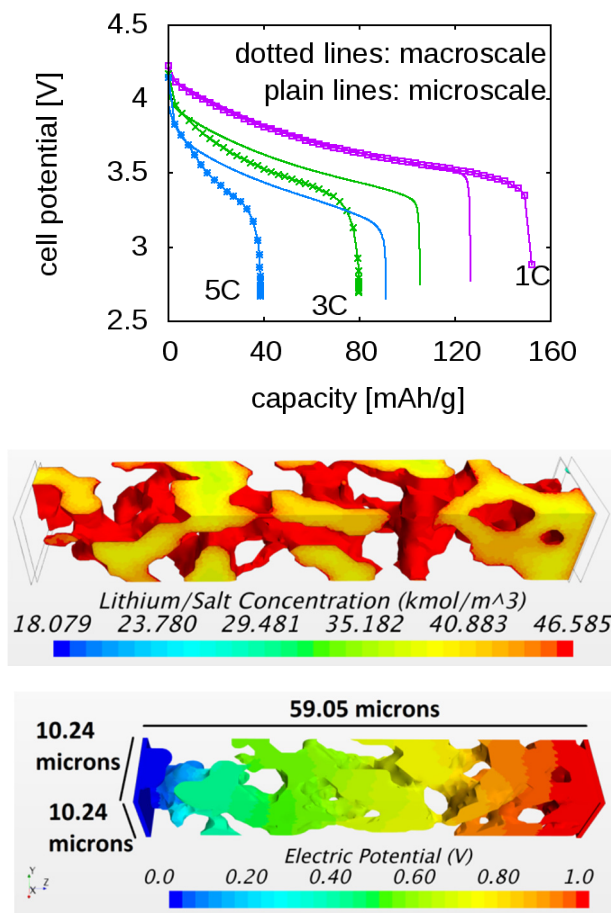 4.5
dotted lines: macroscale
plain lines: microscale
4
cell potential [V]
3.5
3
5C
3C
1C
2.5
0
40
80
120
160
capacity [mAh/g]
Lithium/Salt Concentration (kmol/m^3)
18.079 23.780 29.481 35.182 40.883 46.585
59.05 microns
10.24
microns
10.24
microns
Electric Potential (V)
0.0 0.20 0.40 0.60 0.80 1.0
Y
Z
X